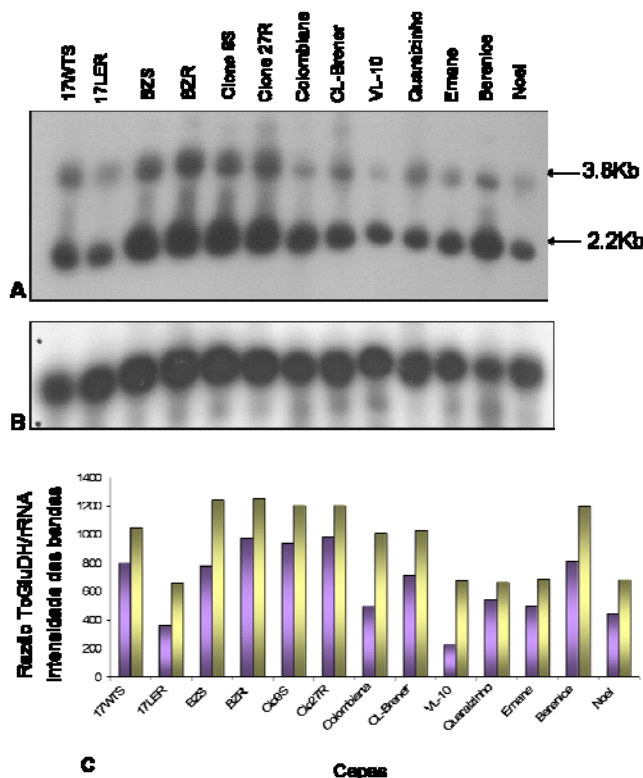 17WTS 17LER BZS BZR Clone 9S Clone 27R Colombiana CL-Brener VL-10 Quaraizinho Ernane Berenice Noel
3.8Kb
2.2Kb
A
B
1400
1200
1000
800
600
400
200
0
Razão TcGluDH/rRNA
Intensidade das bandas
17WTS 17LER BZS BZR Clo9S Clo27R Colombiana CL-Brener VL-10 Quaraizinho Ernane Berenice Noel
C
Cepas